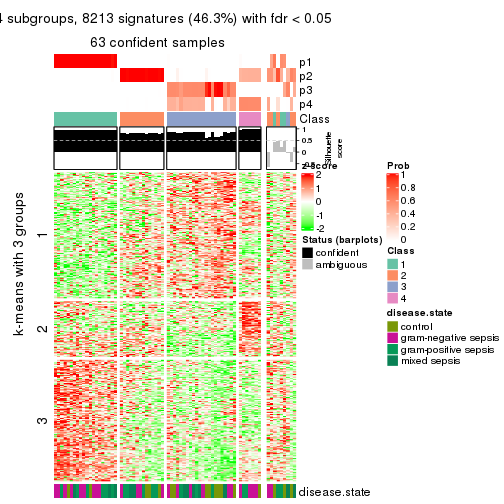 4 subgroups, 8213 signatures (46.3%) with fdr < 0.05
63 confident samples
p1
p2
p3
p4
Class
1
0.5
0
-0.5
Silhouette
score
k-means with 3 groups
1
2
3
z-score
2
1
0
-1
-2
Status (barplots)
confident
ambiguous
Prob
1
0.8
0.6
0.4
0.2
0
Class
1
2
3
4
disease.state
control
gram-negative sepsis
gram-positive sepsis
mixed sepsis
disease.state